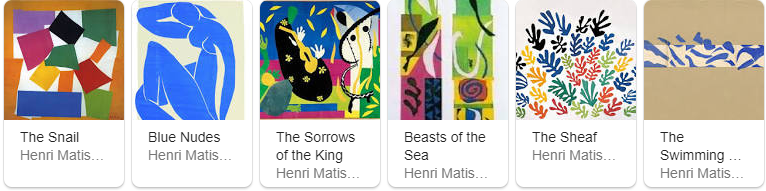 The Snail
Henri Matis...
Blue Nudes
Henri Matis...
The Sorrows
of the King
Henri Matis...
Beasts of the
Sea
Henri Matis...
The Sheaf
Henri Matis...
The
Swimming ...
Henri Matis...